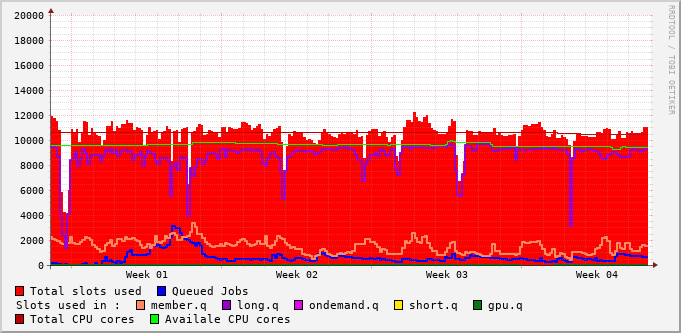 20000
18000
16000
14000
12000
10000
8000
6000
4000
2000
0
Week 01 Week 02 Week 03 Week 04
Total slots used Queued Jobs
Slots used in : member.q long.q ondemand.q short.q gpu.q
Total CPU cores Availale CPU cores
RRDTOOL / TOBI OETIKER